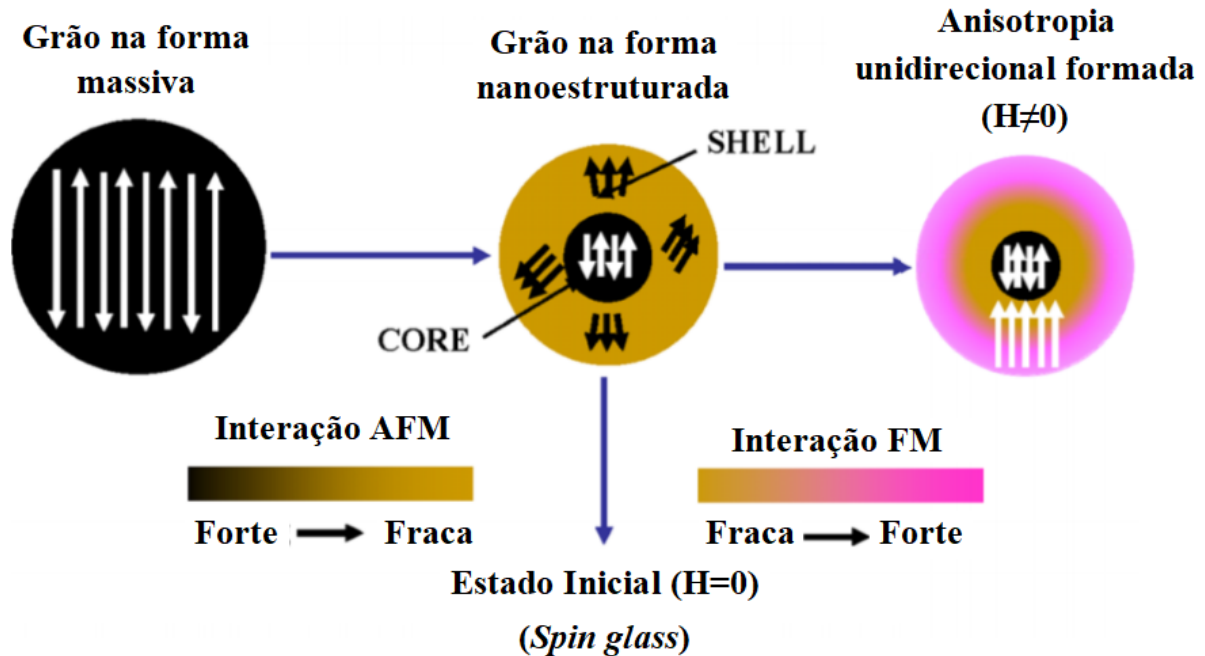 Grão na forma
massiva
Grão na forma
nanoestruturada
Anisotropia
unidirecional formada
(H≠0)
SHELL
CORE
Interação AFM
Forte Fraca
Interação FM
Fraca Forte
Estado Inicial (H=0)
(Spin glass)